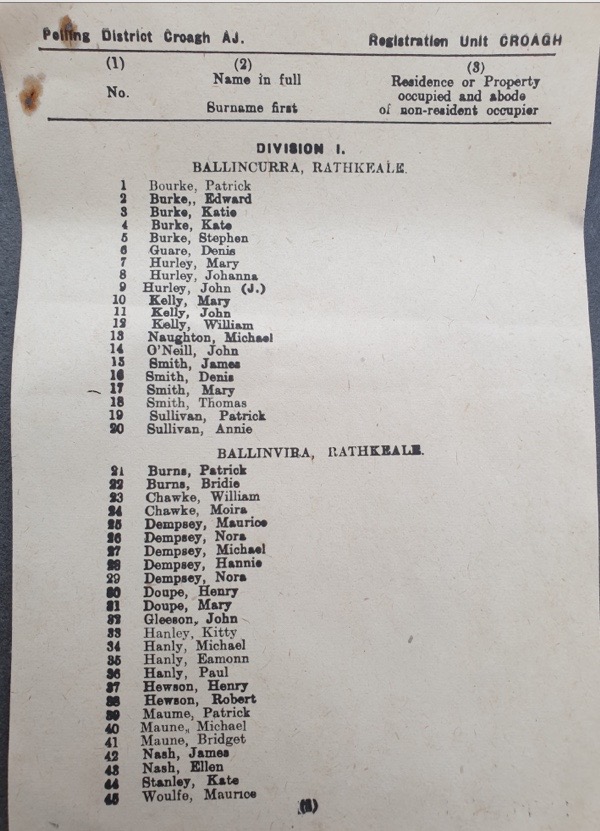 Polling District Croagh AJ. Registration Unit CROAGH
(1) (2) (3)
No. Name in full Residence or Property
occupied and abode
Surname first of non-resident occupier
DIVISION I.
BALLINCURRA, RATHKEALE.
1 Bourke, Patrick
2 Burke,, Edward
3 Burke, Katie
4 Burke, Kate
5 Burke, Stephen
6 Guare, Denis
7 Hurley, Mary
8 Hurley, Johanna
9 Hurley, John (J.)
10 Kelly, Mary
11 Kelly, John
12 Kelly, William
13 Naughton, Michael
14 O'Neill, John
15 Smith, James
16 Smith, Denis
17 Smith, Mary
18 Smith, Thomas
19 Sullivan, Patrick
20 Sullivan, Annie
BALLINVIRA, RATHKEALE.
21 Burns, Patrick
22 Burns, Bridie
23 Chawke, William
24 Chawke, Moira
25 Dempsey, Maurice
26 Dempsey, Nora
27 Dempsey, Michael
28 Dempsey, Hannie
29 Dempsey, Nora
30 Doupe, Henry
31 Doupe, Mary
32 Gleeson, John
33 Hanley, Kitty
34 Hanly, Michael
35 Hanly, Eamonn
36 Hanly, Paul
37 Hewson, Henry
38 Hewson, Robert
39 Maume, Patrick
40 Maune, Michael
41 Maune, Bridget
42 Nash, James
43 Nash, Ellen
44 Stanley, Kate
45 Woulfe, Maurice